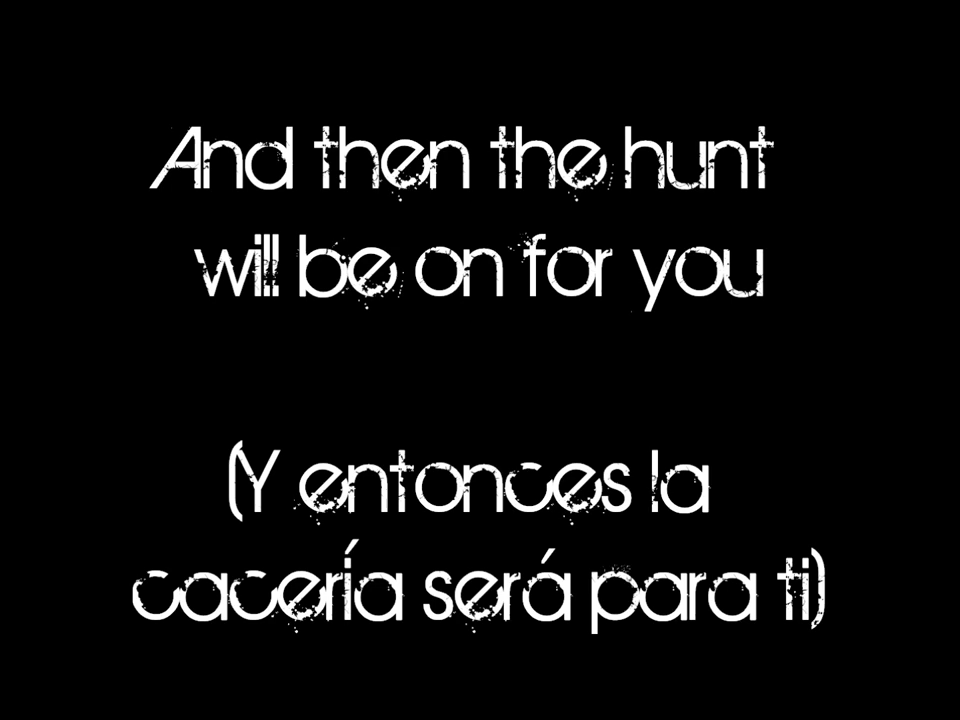 And then the hunt
will be on for you
(Y entonces la
cacería será para ti)